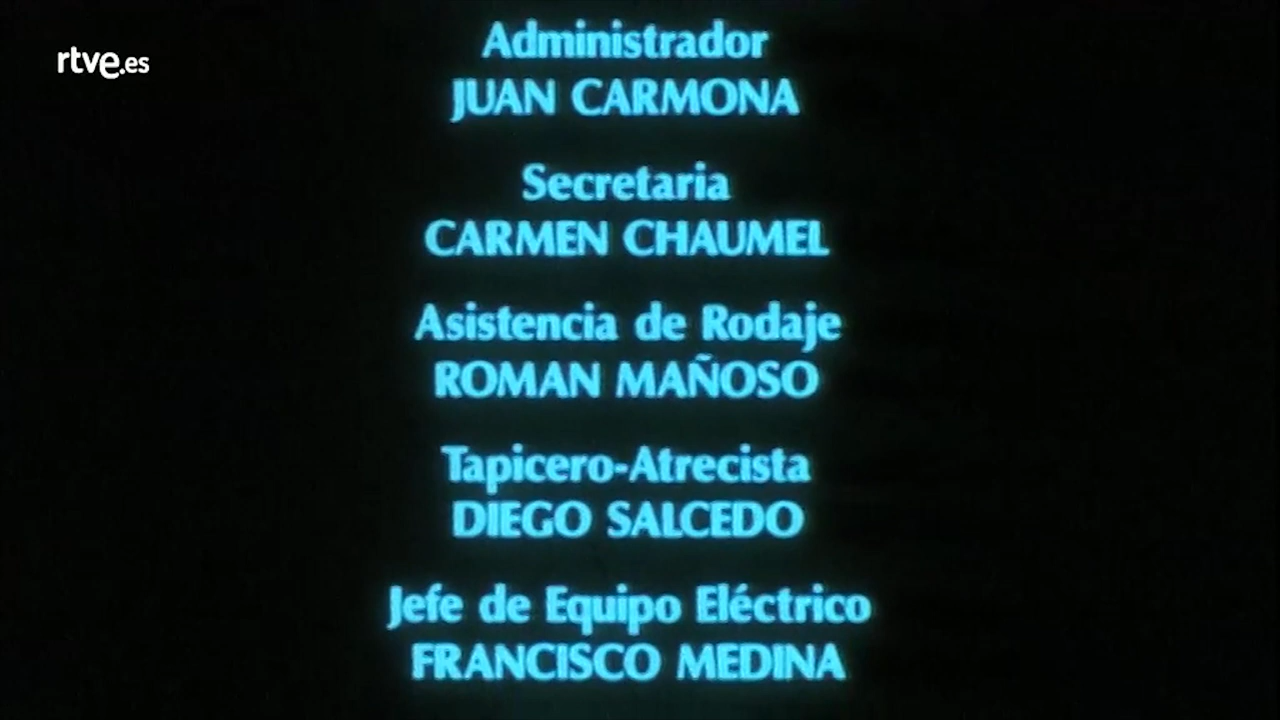 rtve.es
Administrador
JUAN CARMONA
Secretaria
CARMEN CHAUMEL
Asistencia de Rodaje
ROMAN MAÑOSO
Tapicero-Atrecista
DIEGO SALCEDO
Jefe de Equipo Eléctrico
FRANCISCO MEDINA